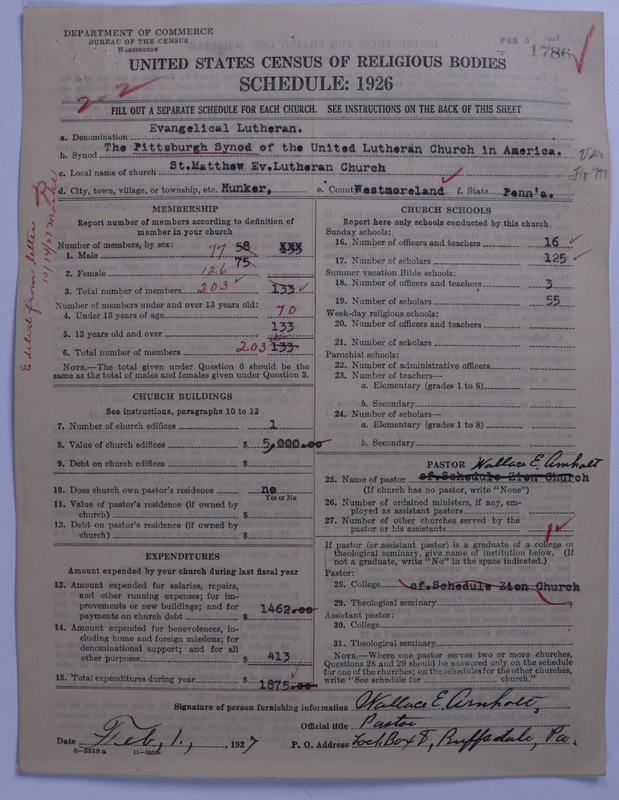 DEPARTMENT OF COMMERCE
BUREAU OF THE CENSUS
WASHINGTON
FEB 5
1786
UNITED STATES CENSUS OF RELIGIOUS BODIES
SCHEDULE: 1926
2-2
FILL OUT A SEPARATE SCHEDULE FOR EACH CHURCH. SEE INSTRUCTIONS ON THE BACK OF THIS SHEET
a. Denomination Evangelical Lutheran.
b. Synod The Pittsburgh Synod of the United Lutheran Church in America.
c. Local name of church St.Matthew Ev.Lutheran Church
d. City, town, village, or township, etc. Hunker, e. County Westmoreland f. State Penn'a.
Edited from letter 10/14/27
MEMBERSHIP
Report number of members according to definition of
member in your church
Number of members, by sex:
1. Male 77 58 133
2. Female 126 75
3. Total number of members 203 133
Number of members under and over 13 years old:
4. Under 13 years of age 70
5. 13 years old and over 133
6. Total number of members 203 133
NOTE.—The total given under Question 6 should be the
same as the total of males and females given under Question 3.
CHURCH BUILDINGS
See instructions, paragraphs 10 to 12
7. Number of church edifices 1
8. Value of church edifices $ 5,000.00
9. Debt on church edifices $
10. Does church own pastor's residence no
Yes or No
11. Value of pastor's residence (if owned by
church) $
12. Debt on pastor's residence (if owned by
church) $
EXPENDITURES
Amount expended by your church during last fiscal year
13. Amount expended for salaries, repairs,
and other running expenses; for im-
provements or new buildings; and for
payments on church debt $ 1462.00
14. Amount expended for benevolences, in-
cluding home and foreign missions; for
denominational support; and for all
other purposes $ 413
15. Total expenditures during year $ 1875.00
CHURCH SCHOOLS
Report here only schools conducted by this church
Sunday schools:
16. Number of officers and teachers 16
17. Number of scholars 125
Summer vacation Bible schools:
18. Number of officers and teachers 3
19. Number of scholars 55
Week-day religious schools:
20. Number of officers and teachers
21. Number of scholars
Parochial schools:
22. Number of administrative officers
23. Number of teachers—
a. Elementary (grades 1 to 8)
b. Secondary
24. Number of scholars—
a. Elementary (grades 1 to 8)
b. Secondary
PASTOR Wallace E. Arnholt
25. Name of pastor cf.Schedule Zion Church
(If church has no pastor, write "None")
26. Number of ordained ministers, if any, em-
ployed as assistant pastors
27. Number of other churches served by the
pastor or his assistants 1
If pastor (or assistant pastor) is a graduate of a college or
theological seminary, give name of institution below. (If
not a graduate, write "No" in the space indicated.)
Pastor:
28. College cf.Schedule Zion Church
29. Theological seminary
Assistant pastor:
30. College
31. Theological seminary
NOTE.—Where one pastor serves two or more churches,
Questions 28 and 29 should be answered only on the schedule
for one of the churches; on the schedules for the other churches,
write "See schedule for church."
Signature of person furnishing information Wallace E. Arnholt,
Official title Pastor
Date Feb. 1, , 1927 P. O. Address Lock Box T, Ruffsdale, Pa.
8-5518a